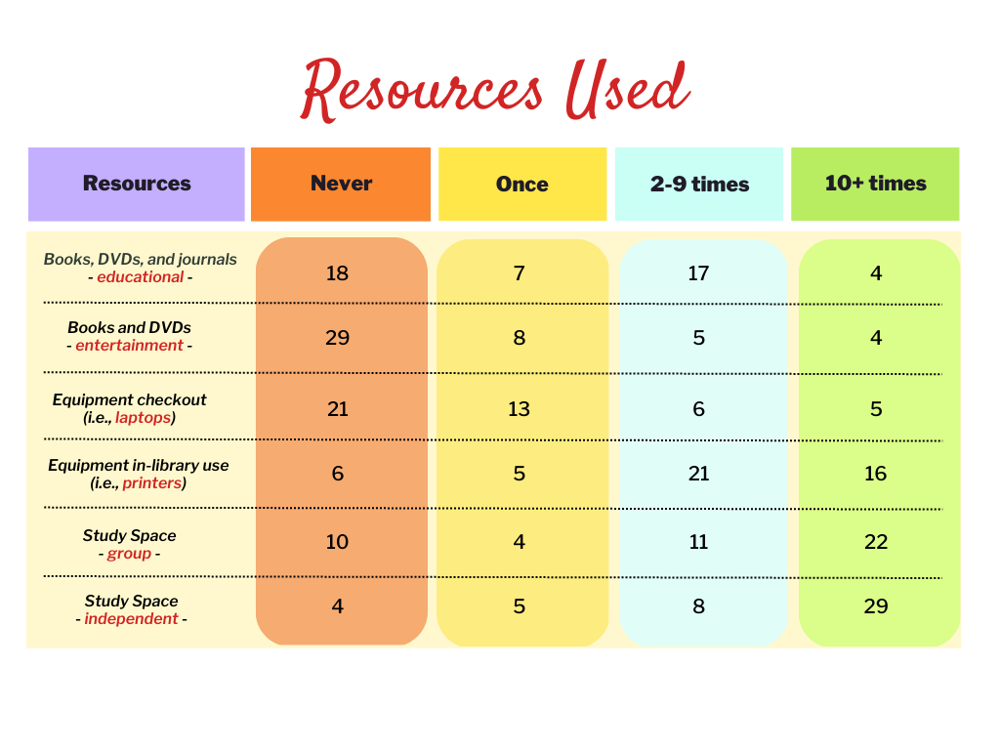 Resources Used
Resources Never Once 2-9 times 10+ times
Books, DVDs, and journals
- educational - 18 7 17 4
Books and DVDs
- entertainment - 29 8 5 4
Equipment checkout
(i.e., laptops) 21 13 6 5
Equipment in-library use
(i.e., printers) 6 5 21 16
Study Space
- group - 10 4 11 22
Study Space
- independent - 4 5 8 29